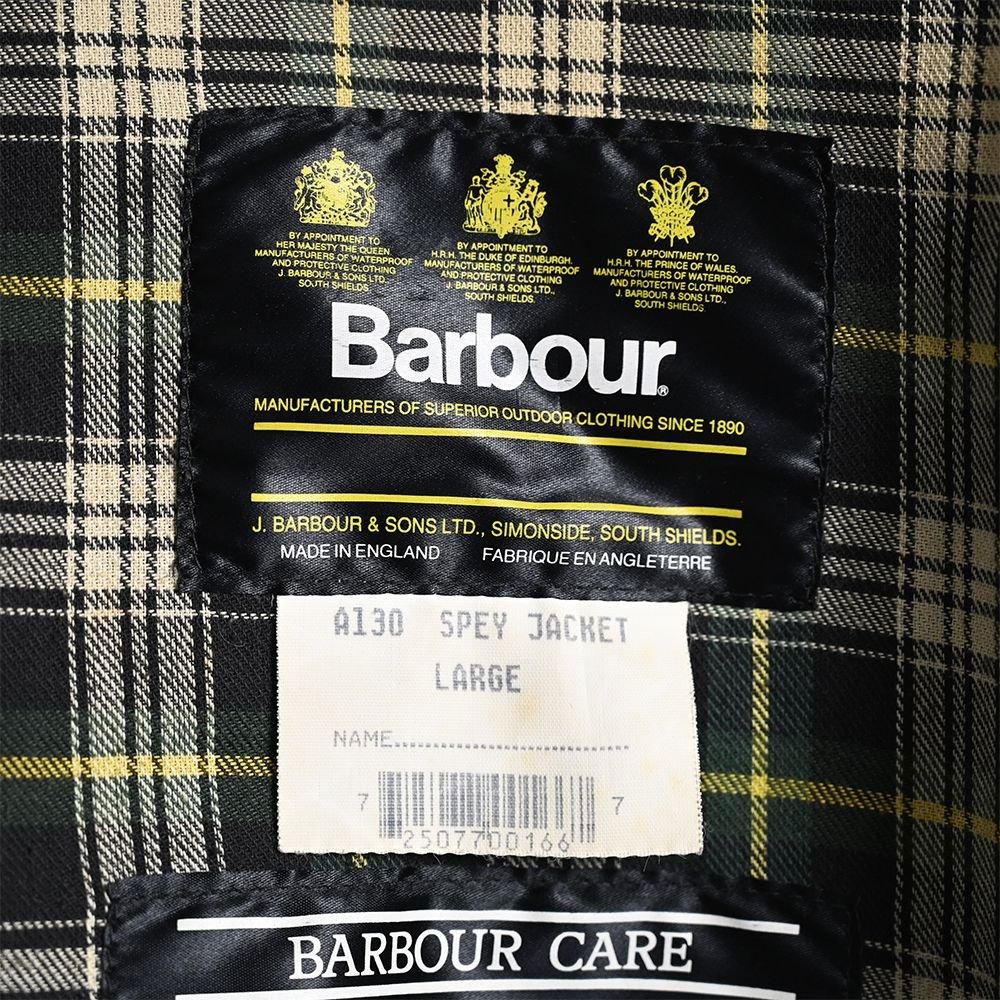 BY APPOINTMENT TO
HER MAJESTY THE QUEEN
MANUFACTURERS OF WATERPROOF
AND PROTECTIVE CLOTHING
J. BARBOUR & SONS LTD.,
SOUTH SHIELDS
BY APPOINTMENT TO
H.R.H. THE DUKE OF EDINBURGH.
MANUFACTURERS OF WATERPROOF
AND PROTECTIVE CLOTHING
J. BARBOUR & SONS LTD.,
SOUTH SHIELDS.
BY APPOINTMENT TO
H.R.H. THE PRINCE OF WALES.
MANUFACTURERS OF WATERPROOF
AND PROTECTIVE CLOTHING
J. BARBOUR & SONS LTD.,
SOUTH SHIELDS.
Barbour®
MANUFACTURERS OF SUPERIOR OUTDOOR CLOTHING SINCE 1890
J. BARBOUR & SONS LTD., SIMONSIDE, SOUTH SHIELDS.
MADE IN ENGLAND FABRIQUE EN ANGLETERRE
A130 SPEY JACKET
LARGE
NAME..............................
7 2507700166 7
BARBOUR CARE